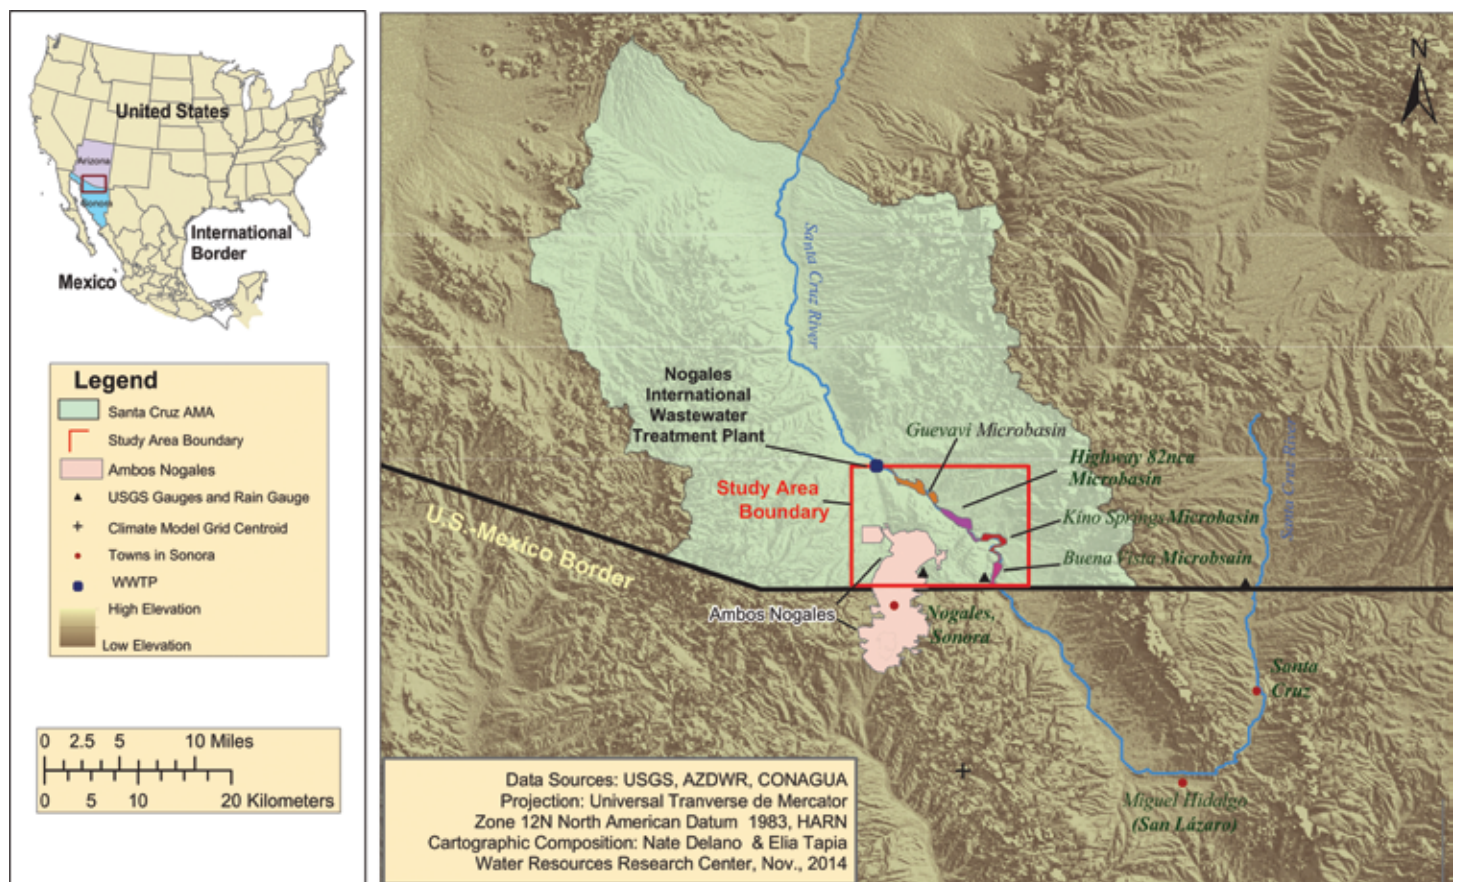 United States
Arizona
Sonora
International
Border
Mexico
Legend
Santa Cruz AMA
Study Area Boundary
Ambos Nogales
USGS Gauges and Rain Gauge
Climate Model Grid Centroid
Towns in Sonora
WWTP
High Elevation
Low Elevation
0 2.5 5 10 Miles
0 5 10 20 Kilometers
N
Santa Cruz River
Nogales
International
Wastewater
Treatment Plant
Guevavi Microbasin
Highway 82nca
Microbasin
Study Area
Boundary
Kino Springs Microbasin
Buena Vista Microbsain
Santa Cruz River
U.S.-Mexico Border
Ambos Nogales
Nogales,
Sonora
Santa
Cruz
Miguel Hidalgo
(San Lázaro)
Data Sources: USGS, AZDWR, CONAGUA
Projection: Universal Tranverse de Mercator
Zone 12N North American Datum 1983, HARN
Cartographic Composition: Nate Delano & Elia Tapia
Water Resources Research Center, Nov., 2014